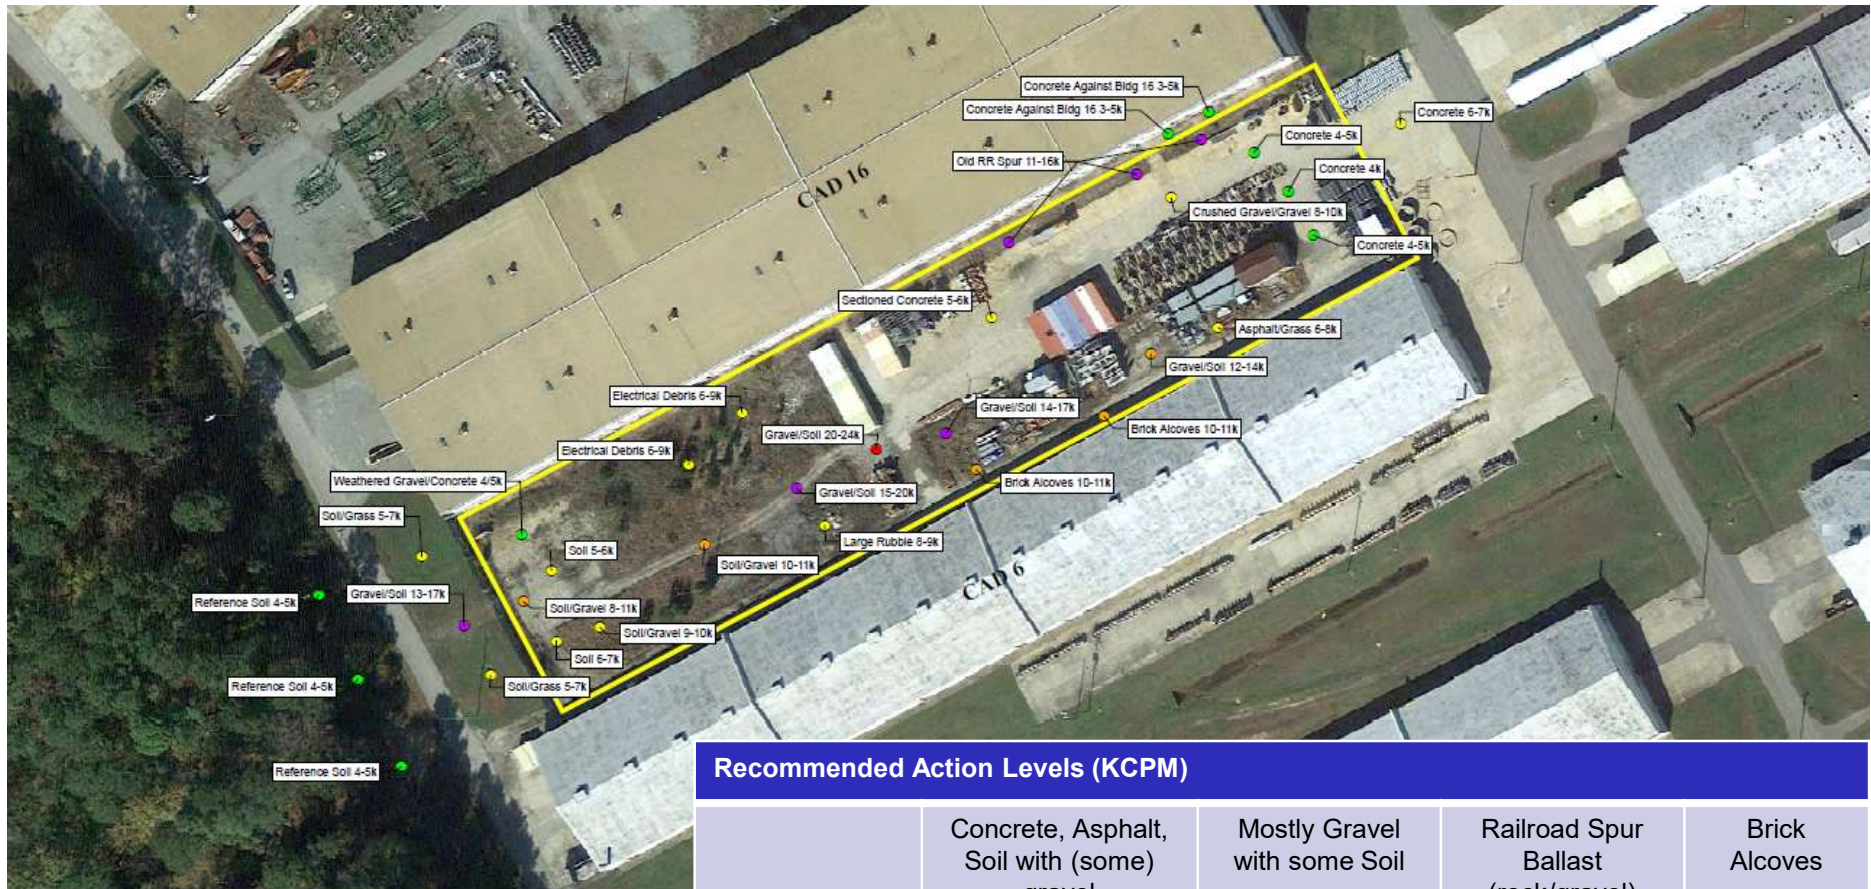 Concrete Against Bldg 16 3-5k
Concrete Against Bldg 16 3-5k
Concrete 6-7k
Concrete 4-5k
Old RR Spur 11-16k
Concrete 4k
CAD 16
Crushed Gravel/Gravel 8-10k
Concrete 4-5k
Sectioned Concrete 5-6k
Asphalt/Grass 6-8k
Gravel/Soil 12-14k
Electrical Debris 6-9k
Gravel/Soil 14-17k
Brick Alcoves 10-11k
Gravel/Soil 20-24k
Electrical Debris 6-9k
Weathered Gravel/Concrete 4/5k
Brick Alcoves 10-11k
Gravel/Soil 15-20k
Soil/Grass 5-7k
Large Rubble 8-9k
Soil 5-6k
Soil/Gravel 10-11k
CAD 6
Gravel/Soil 13-17k
Reference Soil 4-5k
Soil/Gravel 8-11k
Soil/Gravel 9-10k
Soil 6-7k
Reference Soil 4-5k
Soil/Grass 5-7k
Reference Soil 4-5k
Recommended Action Levels (KCPM)
Concrete, Asphalt,
Soil with (some)
gravel
Mostly Gravel
with some Soil
Railroad Spur
Ballast
(rock/gravel)
Brick
Alcoves